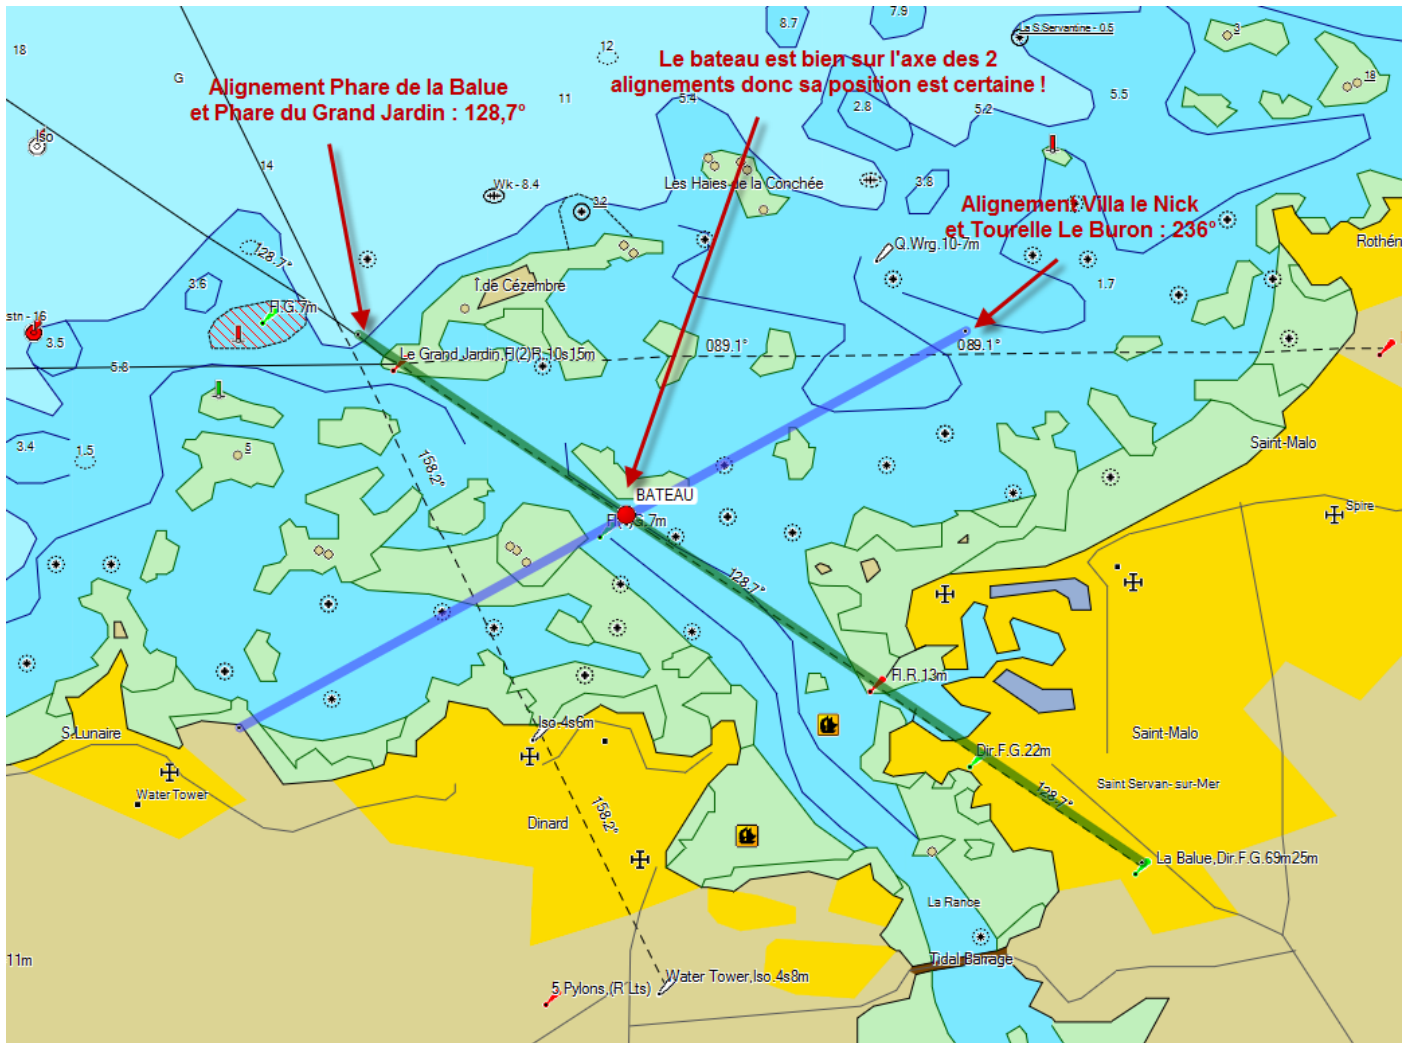 8.7
7.9
La S.Servantine - 0.5
3
18
12
Le bateau est bien sur l'axe des 2
alignements donc sa position est certaine !
G
18
Alignement Phare de la Balue
et Phare du Grand Jardin : 128,7°
11
5.4
2.8
5.2
5.5
Iso
14
Wk - 8.4
3.2
Les Haies de la Conchée
3.8
Alignement Villa le Nick
et Tourelle Le Buron : 236°
Q.Wrg.10-7m
Rothén
128.7°
3.6
Î.de Cézembre
1.7
Fl.G.7m
stn - 16
3.5
Le Grand Jardin,Fl(2)R.10s15m
089.1°
089.1°
5.8
3.4
1.5
5
158.2°
Saint-Malo
BATEAU
Fl(4)G.7m
Spire
128.7°
Fl.R.13m
S.Lunaire
Iso.4s6m
Dir.F.G.22m
Saint-Malo
Water Tower
Saint Servan-sur-Mer
128.7°
158.2°
Dinard
La Balue,Dir.F.G.69m25m
La Rance
11m
Tidal Barrage
5 Pylons,(R Lts)
Water Tower,Iso.4s8m